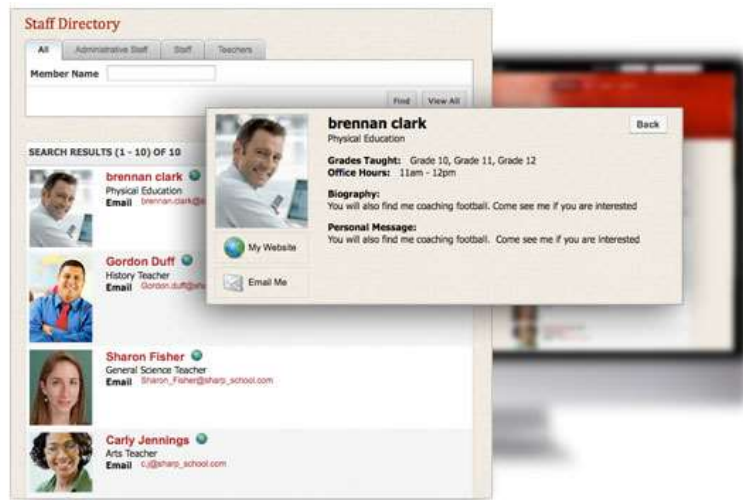 Staff Directory
All Administrative Staff Staff Teachers
Member Name
Find View All
SEARCH RESULTS (1 - 10) OF 10
brennan clark
Physical Education
Email brennan.clark@
Gordon Duff
History Teacher
Email Gordon.duff@sha
Sharon Fisher
General Science Teacher
Email Sharon_Fisher@sharp_school.com
Carly Jennings
Arts Teacher
Email c.j@sharp_school.com
brennan clark
Back
Physical Education
Grades Taught: Grade 10, Grade 11, Grade 12
Office Hours: 11am - 12pm
Biography:
You will also find me coaching football. Come see me if you are interested
Personal Message:
You will also find me coaching football. Come see me if you are interested
My Website
Email Me